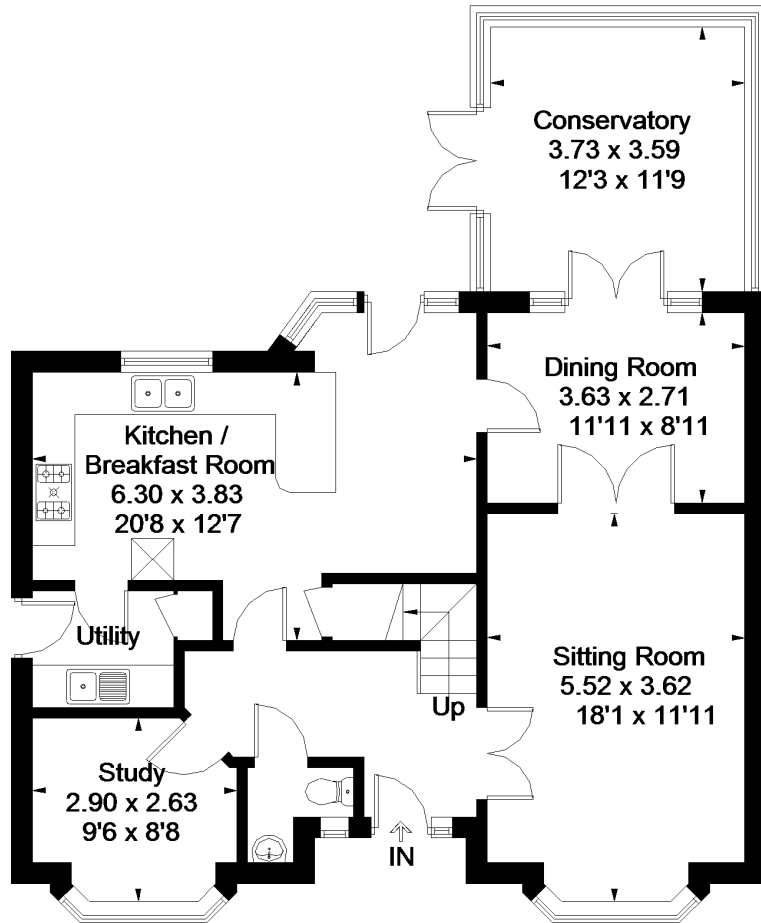 Conservatory
3.73 x 3.59
12'3 x 11'9
Dining Room
3.63 x 2.71
11'11 x 8'11
Kitchen /
Breakfast Room
6.30 x 3.83
20'8 x 12'7
Utility
Sitting Room
5.52 x 3.62
18'1 x 11'11
Up
Study
2.90 x 2.63
9'6 x 8'8
IN